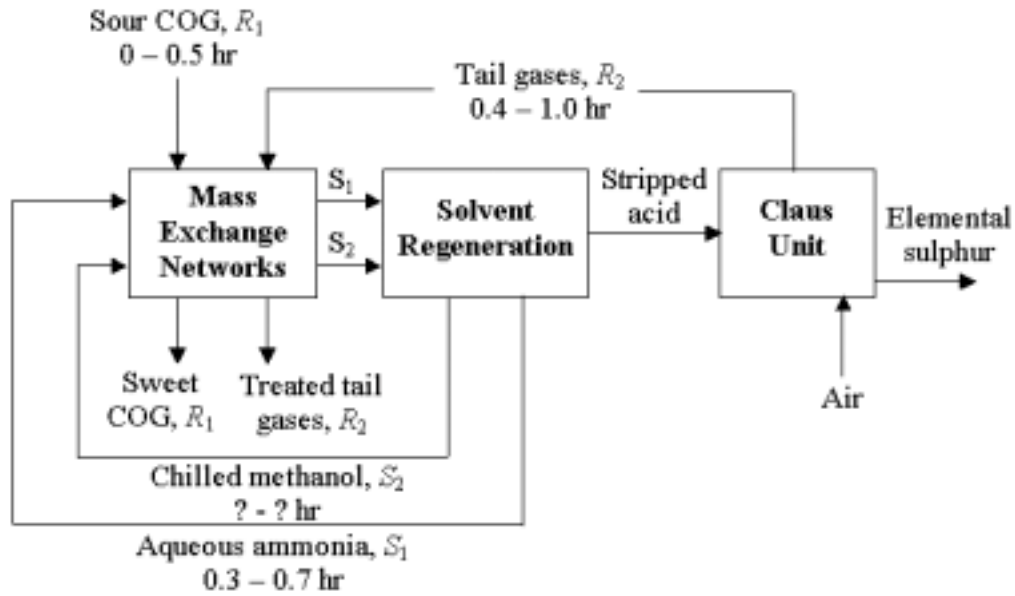 Sour COG, R1
0 – 0.5 hr
Tail gases, R2
0.4 – 1.0 hr
Mass
Exchange
Networks
S1
S2
Solvent
Regeneration
Stripped
acid
Claus
Unit
Elemental
sulphur
Sweet
COG, R1
Treated tail
gases, R2
Air
Chilled methanol, S2
? - ? hr
Aqueous ammonia, S1
0.3 – 0.7 hr